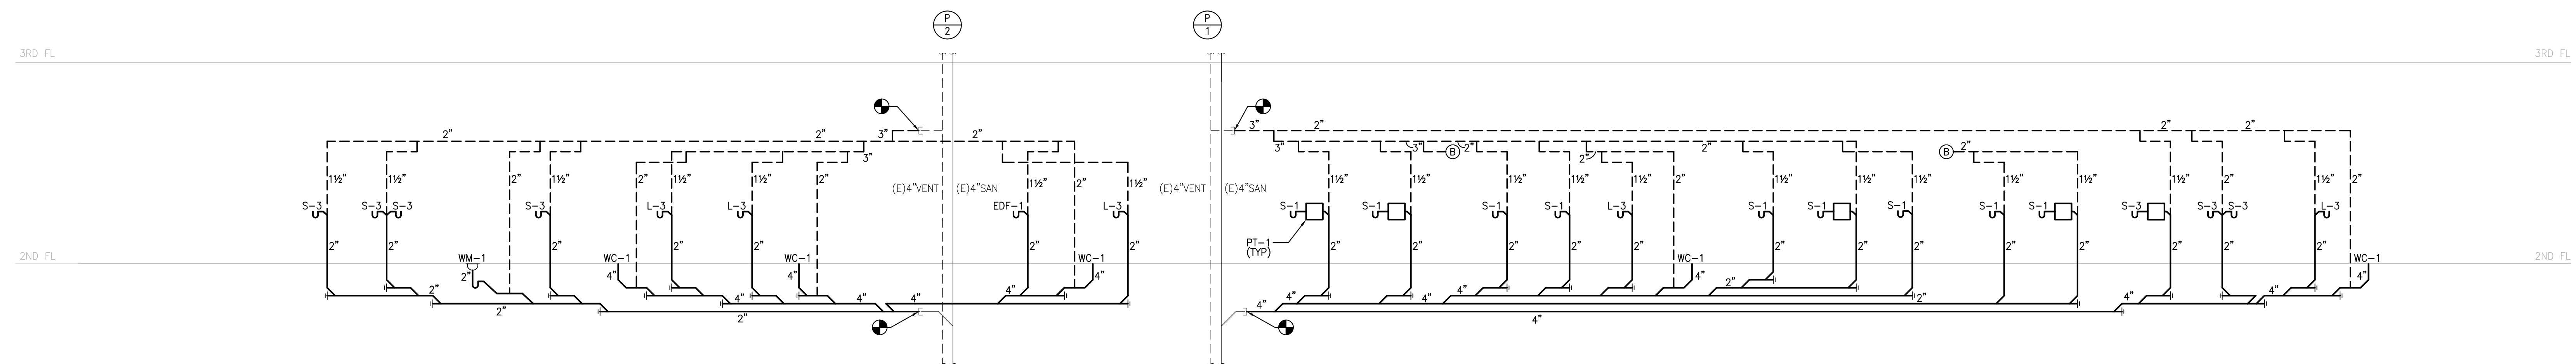 P
2
P
1
3RD FL
3RD FL
3" 2" 2" 2"
2" 2" 3" 2"
3" 3" 2" 2" 2" B B 2"
3"
1½" 1½" 2" 1½" 2" 1½" 1½" 2" 1½" 2" 1½"
(E)4"VENT (E)4"SAN
(E)4"VENT (E)4"SAN
1½" 1½" 1½" 1½" 1½" 2" 1½" 1½" 1½" 1½" 1½" 1½" 2" 1½" 2"
S-3 S-3 S-3 S-3 L-3 L-3 EDF-1 L-3
S-1 S-1 S-1 S-1 L-3 S-1 S-1 S-1 S-1 S-1 S-3 S-3 S-3 L-3
2" 2" 2" 2" 2" 2" 2"
PT-1
(TYP)
2" 2" 2" 2" 2" 2" 2" 2" 2" 2" 2" 2" 2"
2ND FL
2ND FL
WM-1 WC-1 WC-1 WC-1 WC-1 WC-1
2" 4" 4" 4" 4" 4"
2" 4" 4" 4" 4"
4" 4" 4" 4" 2" 2" 4" 4"
2" 2" 4"